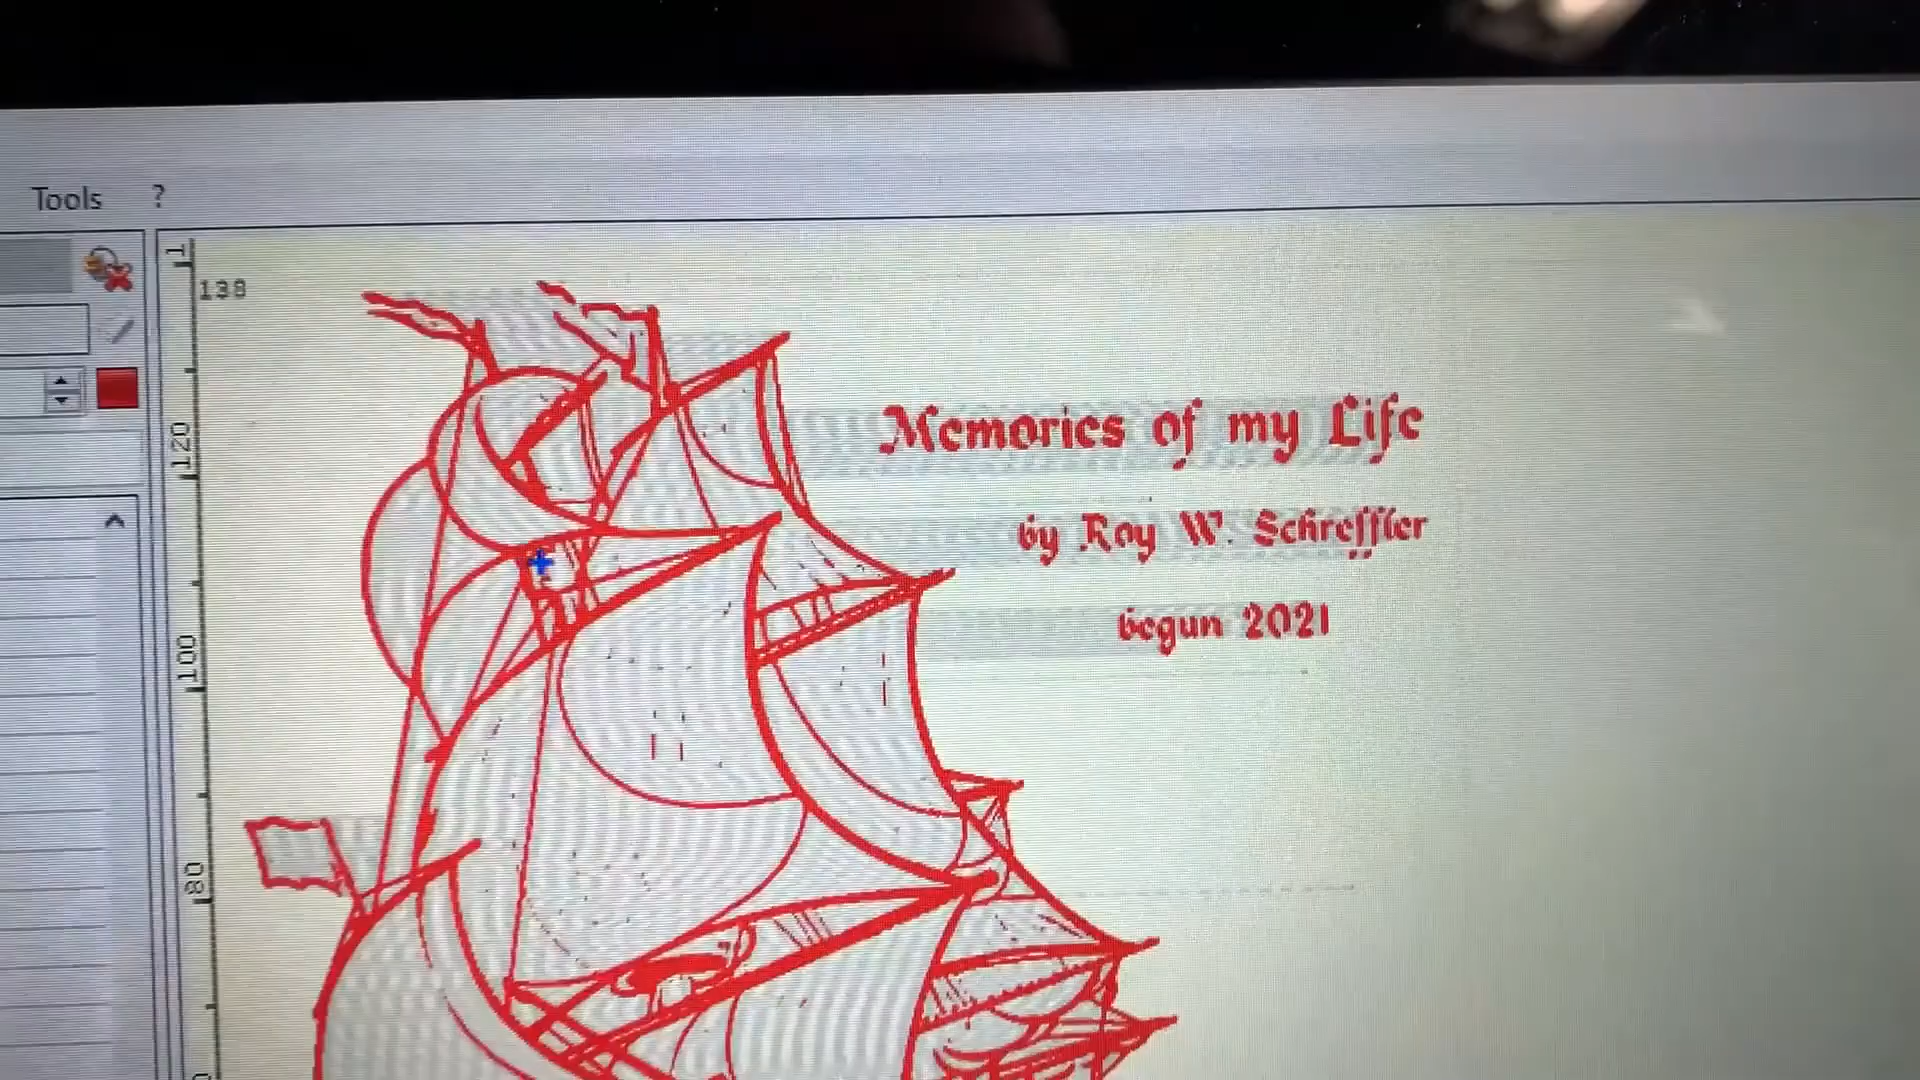 Tools ?
138
120
Memories of my Life
by Roy W. Schreffler
begun 2021
100
80